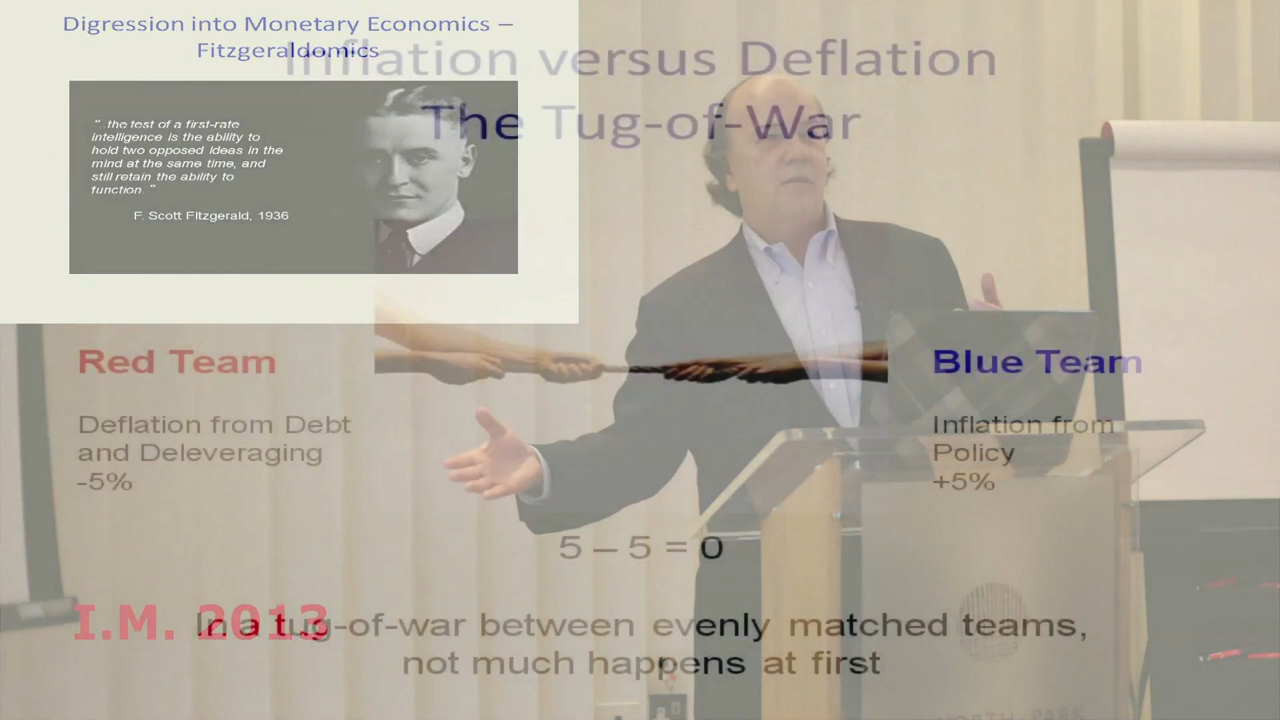 Digression into Monetary Economics –
Fitzgeraldomics
“ the test of a first-rate
intelligence is the ability to
hold two opposed ideas in the
mind at the same time, and
still retain the ability to
function. ”
F. Scott Fitzgerald, 1936
Inflation versus Deflation
The Tug-of-War
Red Team
Deflation from Debt
and Deleveraging
-5%
Blue Team
Inflation from
Policy
+5%
5 – 5 = 0
I.M. 2013
In a tug-of-war between evenly matched teams,
not much happens at first
NORTH PARK